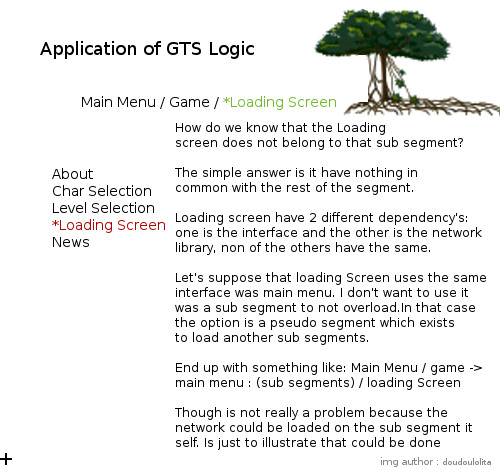 Application of GTS Logic
Main Menu / Game / *Loading Screen
How do we know that the Loading
screen does not belong to that sub segment?
The simple answer is it have nothing in
common with the rest of the segment.
About
Char Selection
Level Selection
*Loading Screen
News
Loading screen have 2 different dependency's:
one is the interface and the other is the network
library, non of the others have the same.
Let's suppose that loading Screen uses the same
interface was main menu. I don't want to use it
was a sub segment to not overload.In that case
the option is a pseudo segment which exists
to load another sub segments.
End up with something like: Main Menu / game ->
main menu : (sub segments) / loading Screen
Though is not really a problem because the
network could be loaded on the sub segment it
self. Is just to illustrate that could be done
img author : doudoulolita